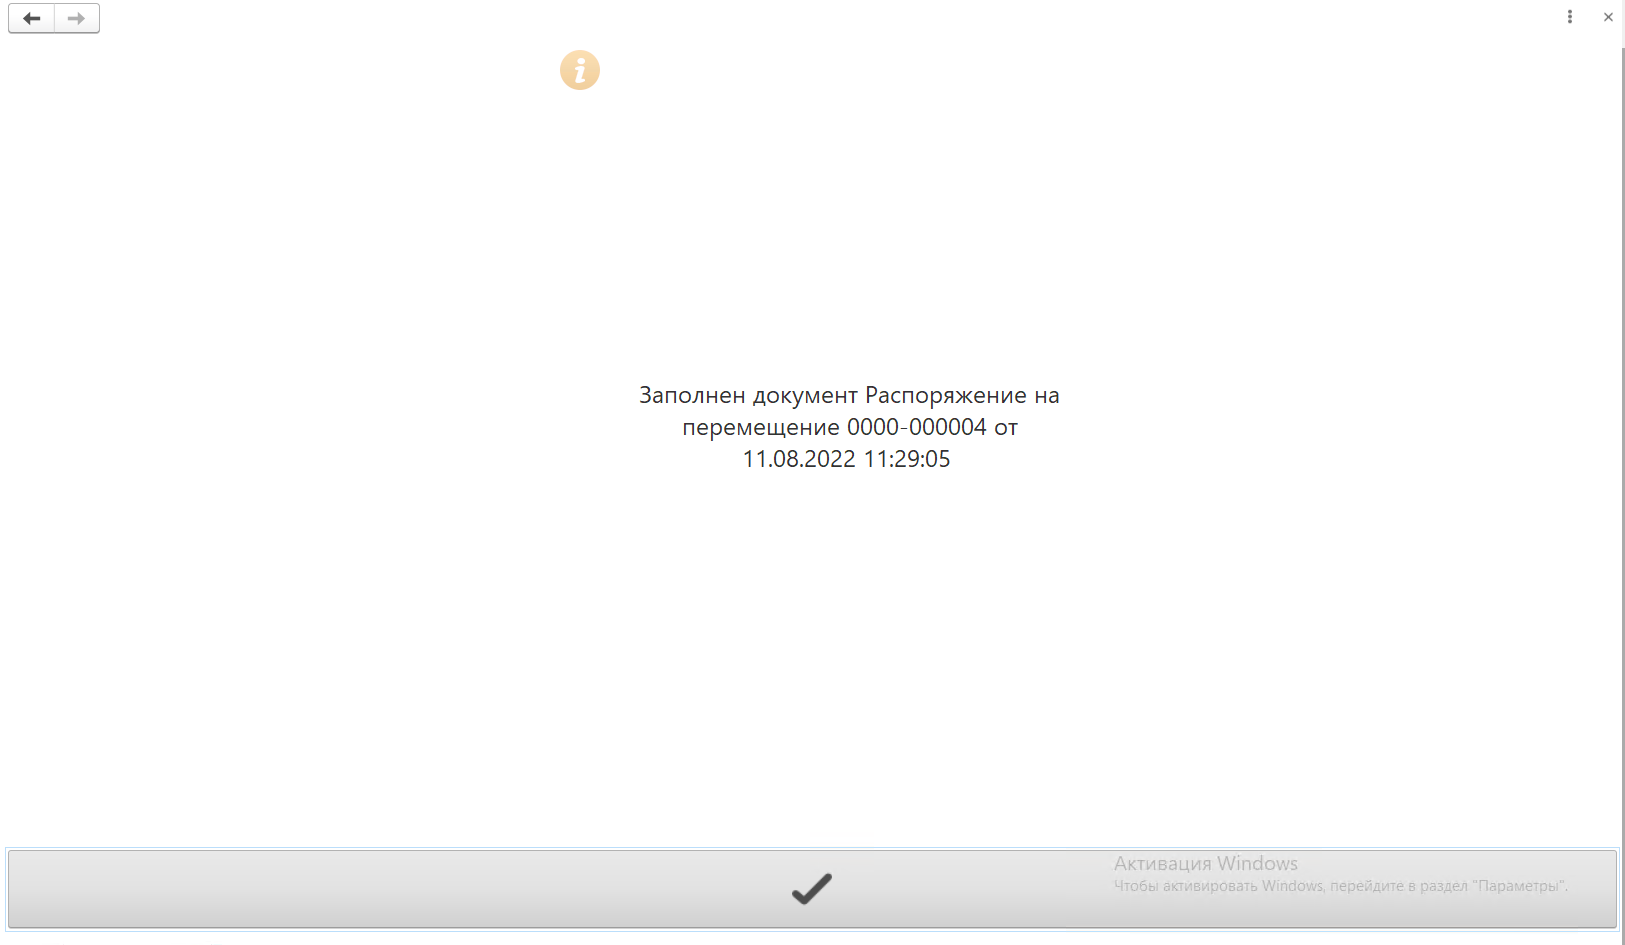 Заполнен документ Распоряжение на
перемещение 0000-000004 от
11.08.2022 11:29:05
Активация Windows
Чтобы активировать Windows, перейдите в раздел "Параметры".